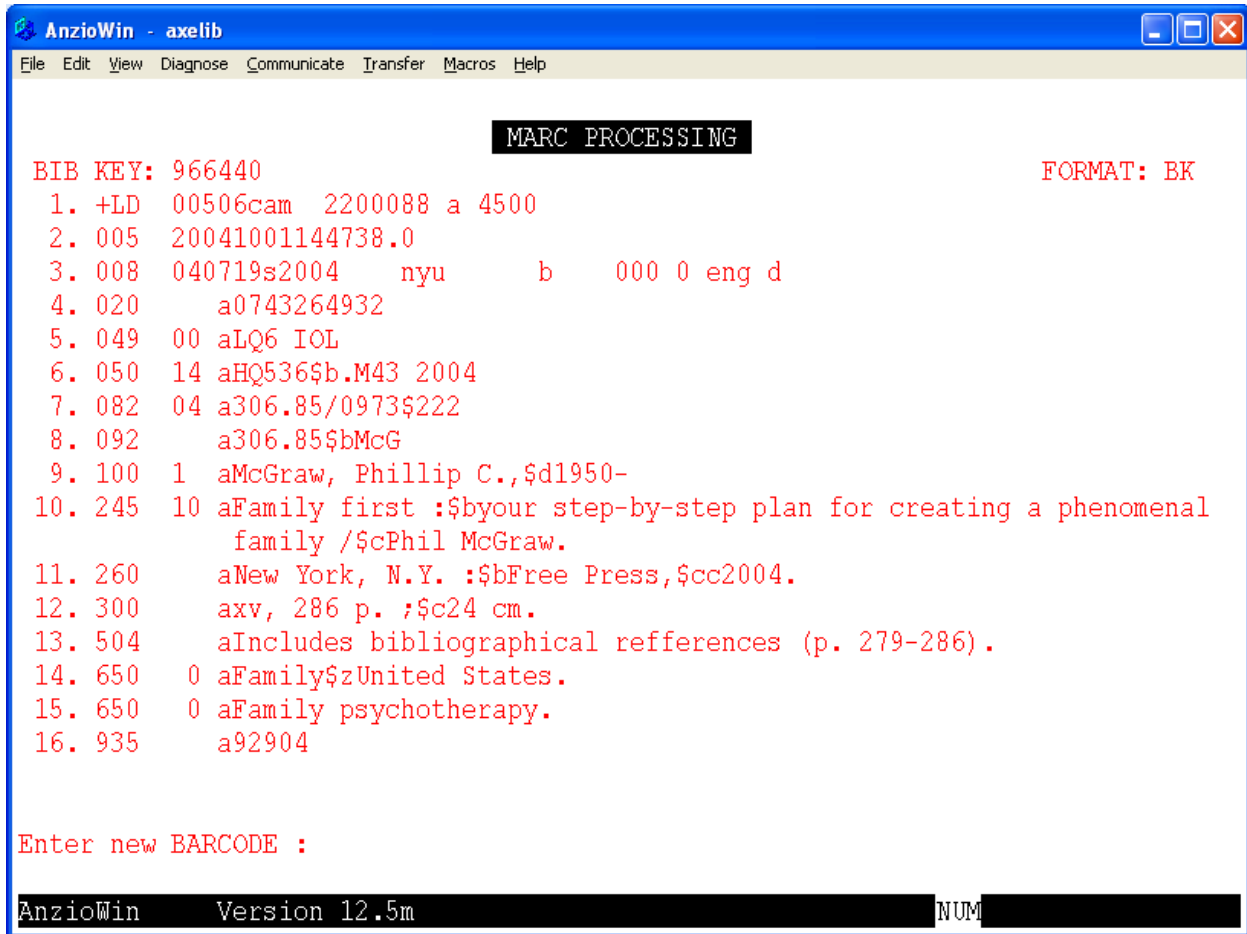 AnzioWin - axelib
File Edit View Diagnose Communicate Transfer Macros Help
MARC PROCESSING
BIB KEY: 966440 FORMAT: BK
1. +LD 00506cam 2200088 a 4500
2. 005 20041001144738.0
3. 008 040719s2004 nyu b 000 0 eng d
4. 020 a0743264932
5. 049 00 aLQ6 IOL
6. 050 14 aHQ536$b.M43 2004
7. 082 04 a306.85/0973$222
8. 092 a306.85$bMcG
9. 100 1 aMcGraw, Phillip C.,$d1950-
10. 245 10 aFamily first :$byour step-by-step plan for creating a phenomenal
family /$cPhil McGraw.
11. 260 aNew York, N.Y. :$bFree Press,$cc2004.
12. 300 axv, 286 p. ;$c24 cm.
13. 504 aIncludes bibliographical refferences (p. 279-286).
14. 650 0 aFamily$zUnited States.
15. 650 0 aFamily psychotherapy.
16. 935 a92904
Enter new BARCODE :
AnzioWin Version 12.5m NUM